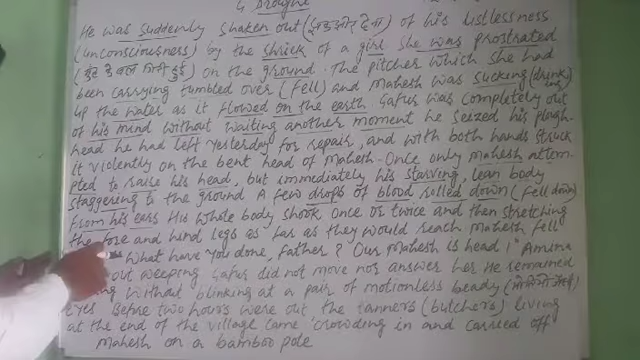 Drought
He was suddenly shaken out (झकझोर देना) of his listlessness
(unconsciousness) by the shrick of a girl she was prostrated
(मुंह के बल गिरी हुई) on the ground. The pitcher which she had
been carrying tumbled over (fell) and Mahesh was sucking (drink
up the water as it flowed on the earth. Gafur was completely out
of his mind without waiting another moment he seized his plough-
head he had left yesterday for repair, and with both hands struck
it violently on the bent head of Mahesh. Once only Mahesh attem-
pted to raise his head, but immediately his starving, lean body
staggering to the ground A few drops of blood rolled down (fell down)
from his ears His whole body shook once or twice and then stretching
the fore and hind legs as far as they would reach Mahesh fell
What have you done, Father? Our Mahesh is head!" Amina
out weeping Gafur did not move nor answer her He remained
without blinking at a pair of motionless beady
eyes Before two hours were out the tanners (butchers) living
at the end of the village came crowding in and carried off
Mahesh on a bamboo pole